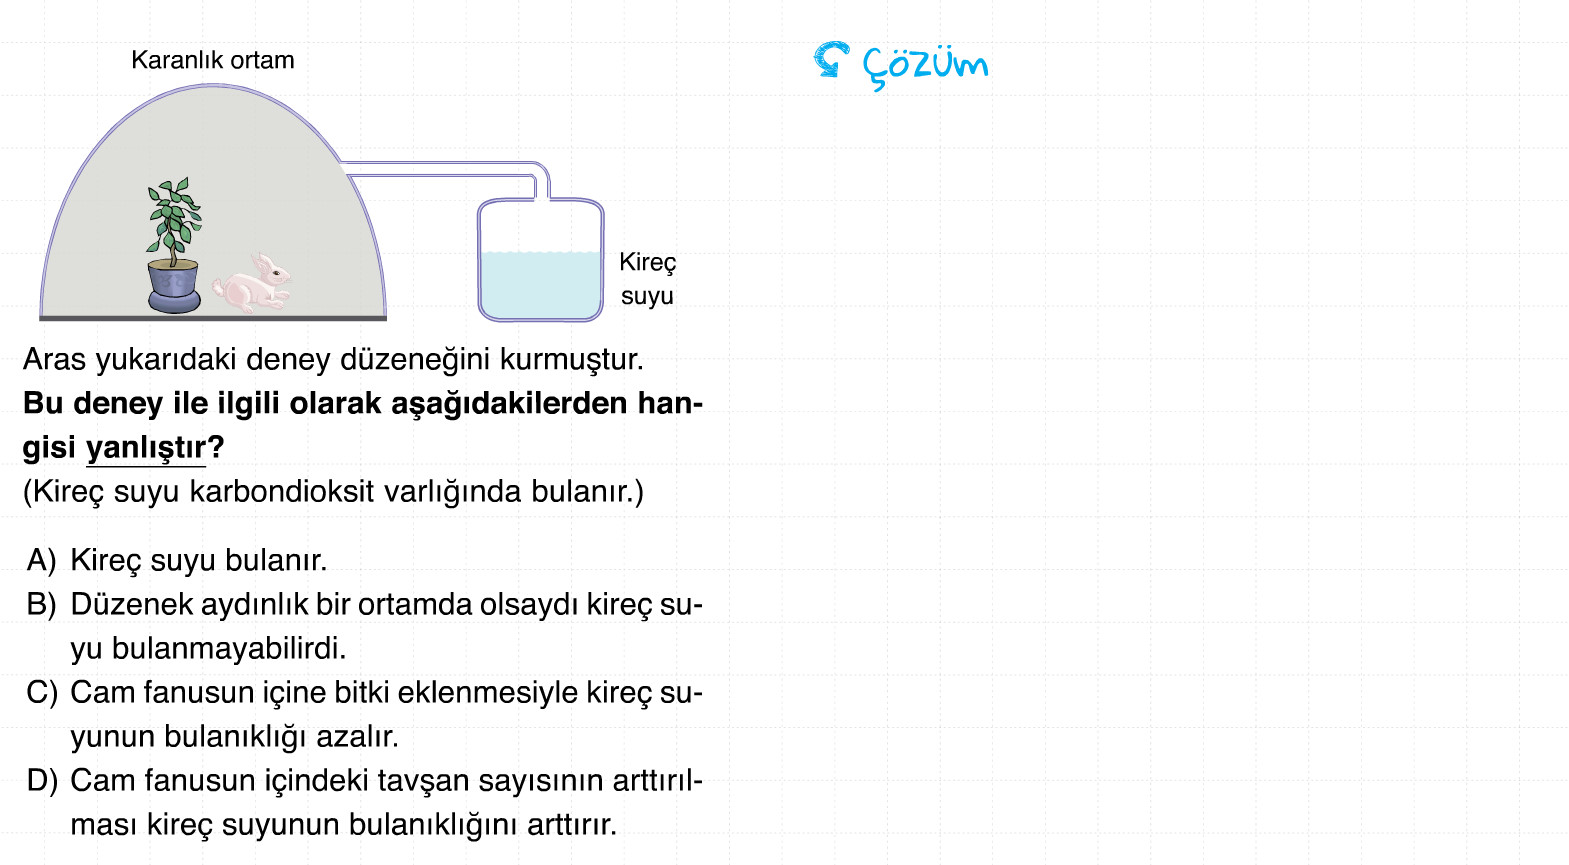 Karanlık ortam
Çözüm
Kireç
suyu
Aras yukarıdaki deney düzeneğini kurmuştur.
Bu deney ile ilgili olarak aşağıdakilerden han-
gisi yanlıştır?
(Kireç suyu karbondioksit varlığında bulanır.)
A) Kireç suyu bulanır.
B) Düzenek aydınlık bir ortamda olsaydı kireç su-
yu bulanmayabilirdi.
C) Cam fanusun içine bitki eklenmesiyle kireç su-
yunun bulanıklığı azalır.
D) Cam fanusun içindeki tavşan sayısının arttırıl-
ması kireç suyunun bulanıklığını arttırır.